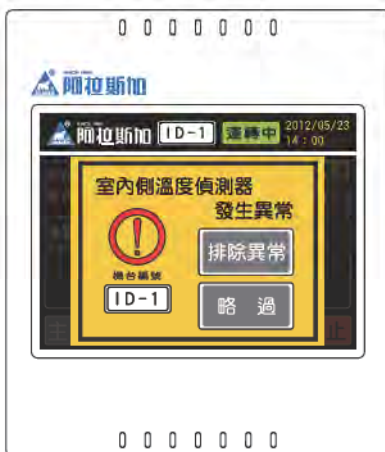 阿拉斯加
阿拉斯加 ID-1 運轉中 2012/05/23
14:00
室內側溫度偵測器
發生異常
排除異常
機台編號
ID-1
略 過
主
止